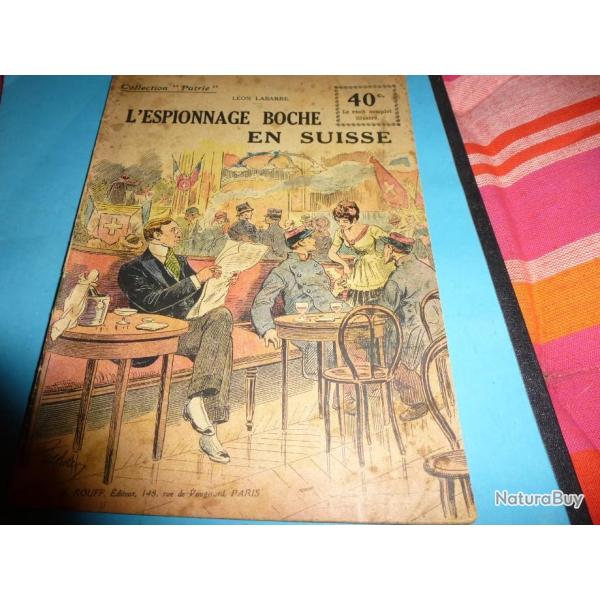 Collection "Patrie"
LÉON LABARRE
40c.
Le récit complet
illustré.
L'ESPIONNAGE BOCHE
EN SUISSE
ROUFF, Éditeur, 148, rue de Vaugirard, PARIS
NaturaBuy